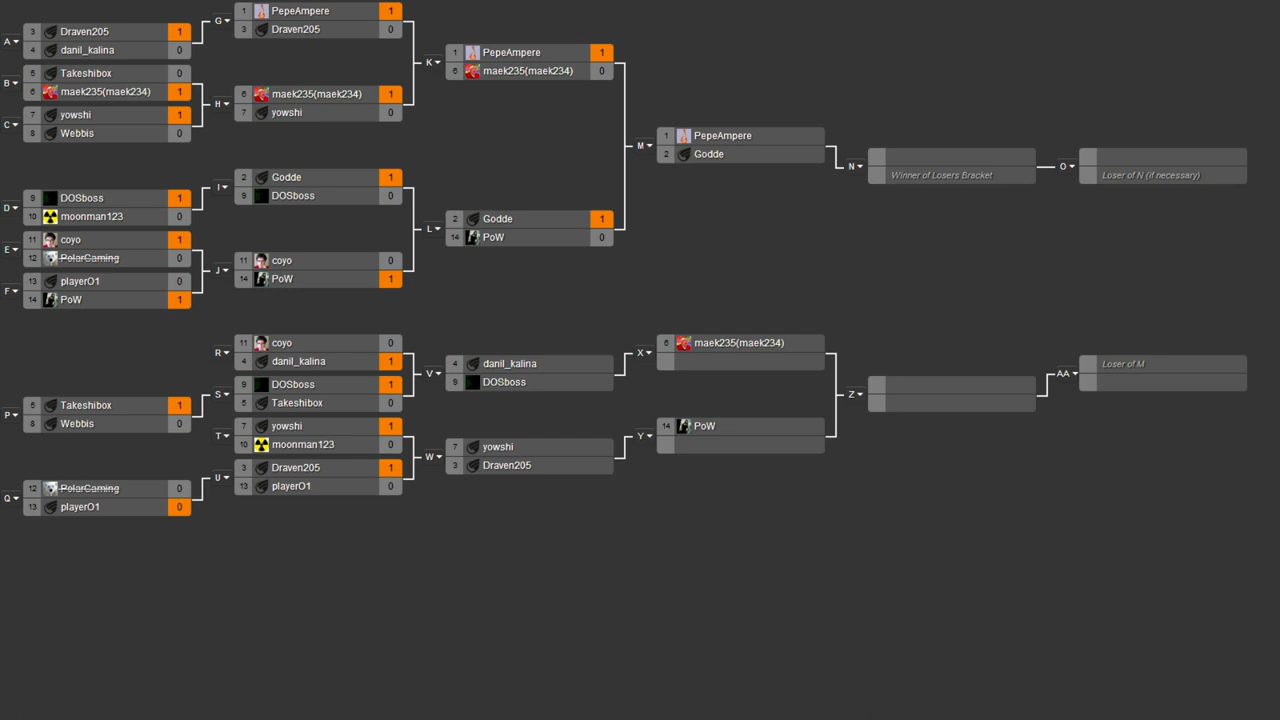 A
3 Draven205 1
4 danil_kalina 0
B
5 Takeshibox 0
6 maek235(maek234) 1
C
7 yowshi 1
8 Webbis 0
D
9 DOSboss 1
10 moonman123 0
E
11 coyo 1
12 PolarCaming 0
F
13 playerO1 0
14 PoW 1
G
1 PepeAmpere 1
3 Draven205 0
H
6 maek235(maek234) 1
7 yowshi 0
I
2 Godde 1
9 DOSboss 0
J
11 coyo 0
14 PoW 1
K
1 PepeAmpere 1
6 maek235(maek234) 0
L
2 Godde 1
14 PoW 0
M
1 PepeAmpere
2 Godde
N
Winner of Losers Bracket
O
Loser of N (if necessary)
P
5 Takeshibox 1
8 Webbis 0
Q
12 PolarCaming 0
13 playerO1 0
R
11 coyo 0
4 danil_kalina 1
S
9 DOSboss 1
5 Takeshibox 0
T
7 yowshi 1
10 moonman123 0
U
3 Draven205 1
13 playerO1 0
V
4 danil_kalina
9 DOSboss
W
7 yowshi
3 Draven205
X
6 maek235(maek234)
Y
14 PoW
Z
AA
Loser of M